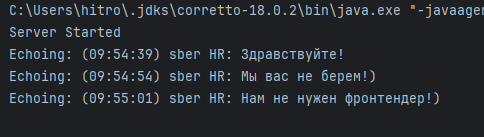 C:\Users\hitro\.jdks\corretto-18.0.2\bin\java.exe "-javaagen
Server Started
Echoing: (09:54:39) sber HR: Здравствуйте!
Echoing: (09:54:54) sber HR: Мы вас не берем!)
Echoing: (09:55:01) sber HR: Нам не нужен фронтендер!)